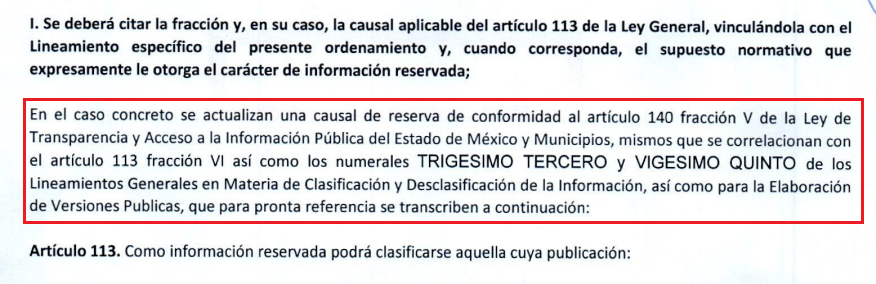 I. Se deberá citar la fracción y, en su caso, la causal aplicable del artículo 113 de la Ley General, vinculándola con el
Lineamiento específico del presente ordenamiento y, cuando corresponda, el supuesto normativo que
expresamente le otorga el carácter de información reservada;
En el caso concreto se actualizan una causal de reserva de conformidad al artículo 140 fracción V de la Ley de
Transparencia y Acceso a la Información Pública del Estado de México y Municipios, mismos que se correlacionan con
el artículo 113 fracción VI así como los numerales TRIGESIMO TERCERO y VIGESIMO QUINTO de los
Lineamientos Generales en Materia de Clasificación y Desclasificación de la Información, así como para la Elaboración
de Versiones Publicas, que para pronta referencia se transcriben a continuación:
Artículo 113. Como información reservada podrá clasificarse aquella cuya publicación: